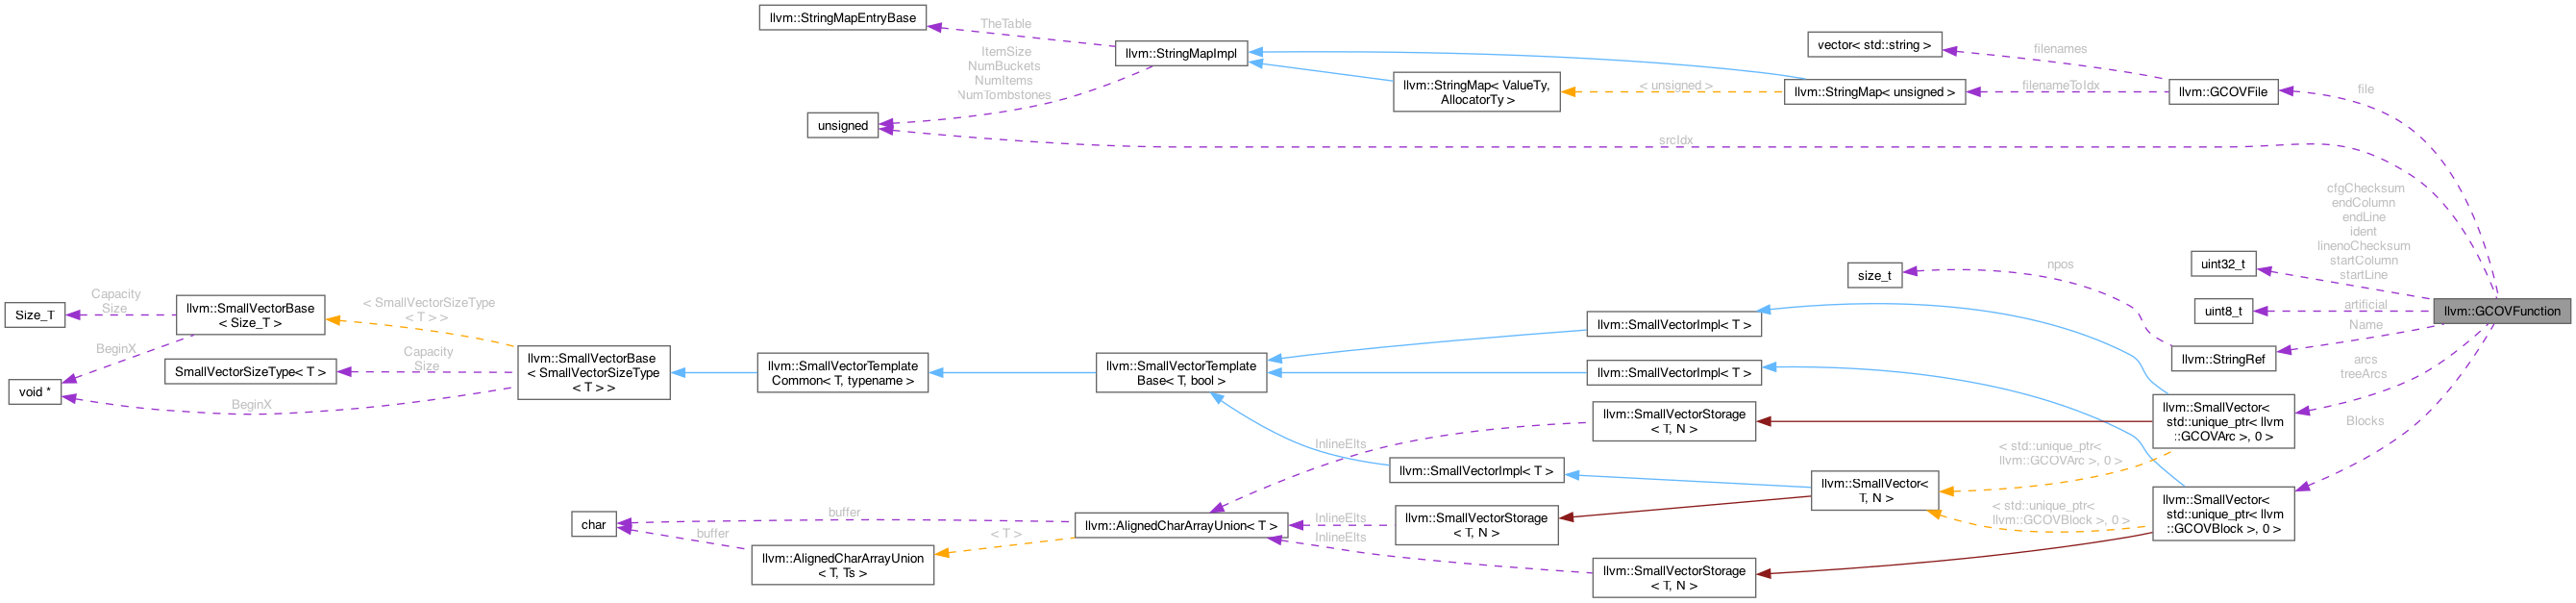 llvm::StringMapEntryBase
TheTable
llvm::StringMapImpl
ItemSize
NumBuckets
NumItems
NumTombstones
unsigned
llvm::StringMap< ValueTy,
AllocatorTy >
< unsigned >
vector< std::string >
filenames
llvm::StringMap< unsigned >
filenameToIdx
llvm::GCOVFile
file
srcIdx
cfgChecksum
endColumn
endLine
ident
linenoChecksum
startColumn
startLine
uint32_t
size_t
npos
uint8_t
artificial
llvm::GCOVFunction
Name
llvm::StringRef
arcs
treeArcs
Blocks
Size_T
Capacity
Size
llvm::SmallVectorBase
< Size_T >
< SmallVectorSizeType
< T > >
BeginX
SmallVectorSizeType< T >
Capacity
Size
void *
BeginX
llvm::SmallVectorBase
< SmallVectorSizeType
< T > >
llvm::SmallVectorTemplate
Common< T, typename >
llvm::SmallVectorTemplate
Base< T, bool >
llvm::SmallVectorImpl< T >
llvm::SmallVectorImpl< T >
llvm::SmallVectorStorage
< T, N >
llvm::SmallVector<
std::unique_ptr< llvm
::GCOVArc >, 0 >
InlineElts
llvm::SmallVectorImpl< T >
< std::unique_ptr<
llvm::GCOVArc >, 0 >
llvm::SmallVector<
T, N >
< std::unique_ptr<
llvm::GCOVBlock >, 0 >
llvm::SmallVector<
std::unique_ptr< llvm
::GCOVBlock >, 0 >
char
buffer
buffer
llvm::AlignedCharArrayUnion< T >
< T >
llvm::AlignedCharArrayUnion
< T, Ts >
InlineElts
InlineElts
llvm::SmallVectorStorage
< T, N >
llvm::SmallVectorStorage
< T, N >